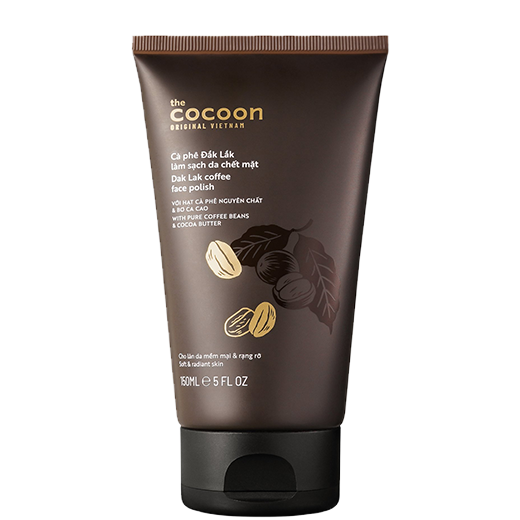 the
cocoon
ORIGINAL VIETNAM
Cà phê Đắk Lắk
làm sạch da chết mặt
Dak Lak coffee
face polish
VỚI HẠT CÀ PHÊ NGUYÊN CHẤT
& BƠ CA CAO
WITH PURE COFFEE BEANS
& COCOA BUTTER
Cho làn da mềm mại & rạng rỡ
Soft & radiant skin
150ML ℮ 5 FL OZ